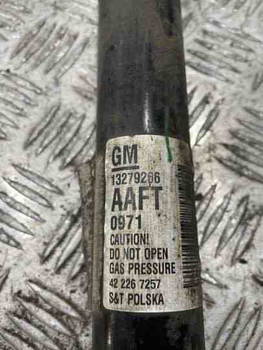 GM
13279266
AAFT
0971
CAUTION!
DO NOT OPEN
GAS PRESSURE
42 226 7257
S&T POLSKA